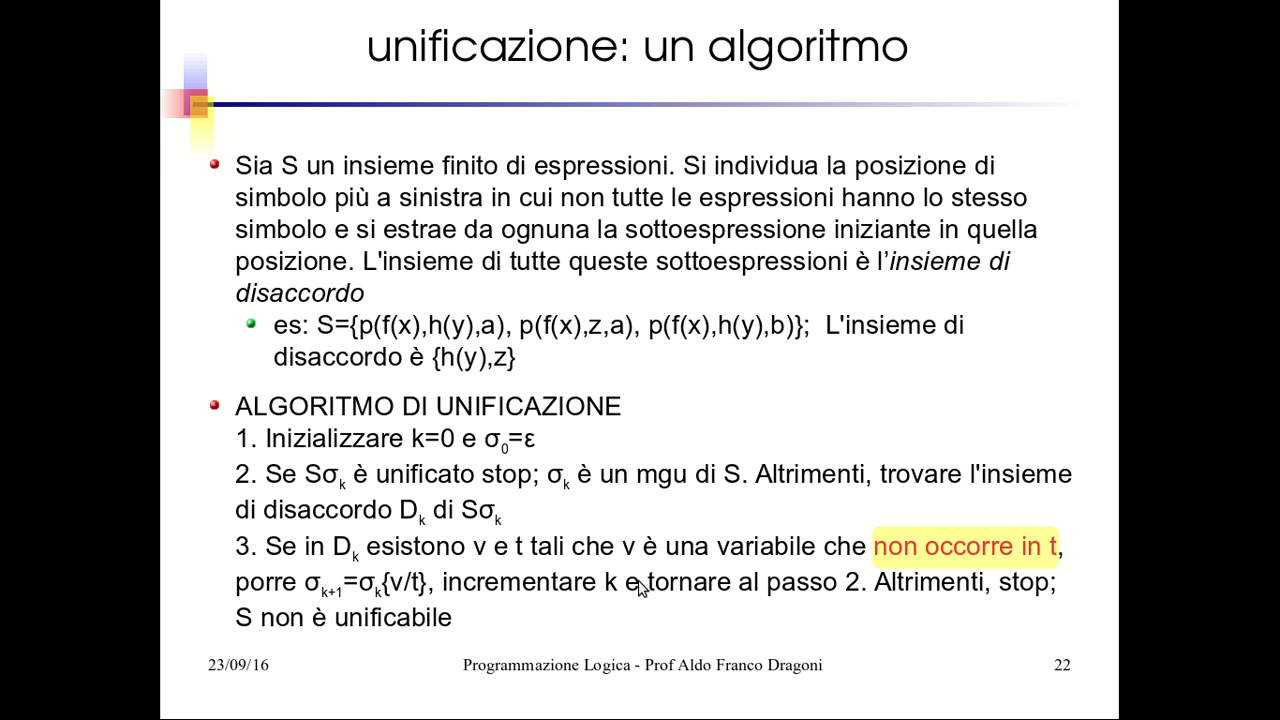 unificazione: un algoritmo
Sia S un insieme finito di espressioni. Si individua la posizione di
simbolo più a sinistra in cui non tutte le espressioni hanno lo stesso
simbolo e si estrae da ognuna la sottoespressione iniziante in quella
posizione. L'insieme di tutte queste sottoespressioni è l’insieme di
disaccordo
es: S={p(f(x),h(y),a), p(f(x),z,a), p(f(x),h(y),b)}; L'insieme di
disaccordo è {h(y),z}
ALGORITMO DI UNIFICAZIONE
1. Inizializzare k=0 e σ₀=ε
2. Se Sσₖ è unificato stop; σₖ è un mgu di S. Altrimenti, trovare l'insieme
di disaccordo Dₖ di Sσₖ
3. Se in Dₖ esistono v e t tali che v è una variabile che non occorre in t,
porre σₖ₊₁=σₖ{v/t}, incrementare k e tornare al passo 2. Altrimenti, stop;
S non è unificabile
23/09/16 Programmazione Logica - Prof Aldo Franco Dragoni 22